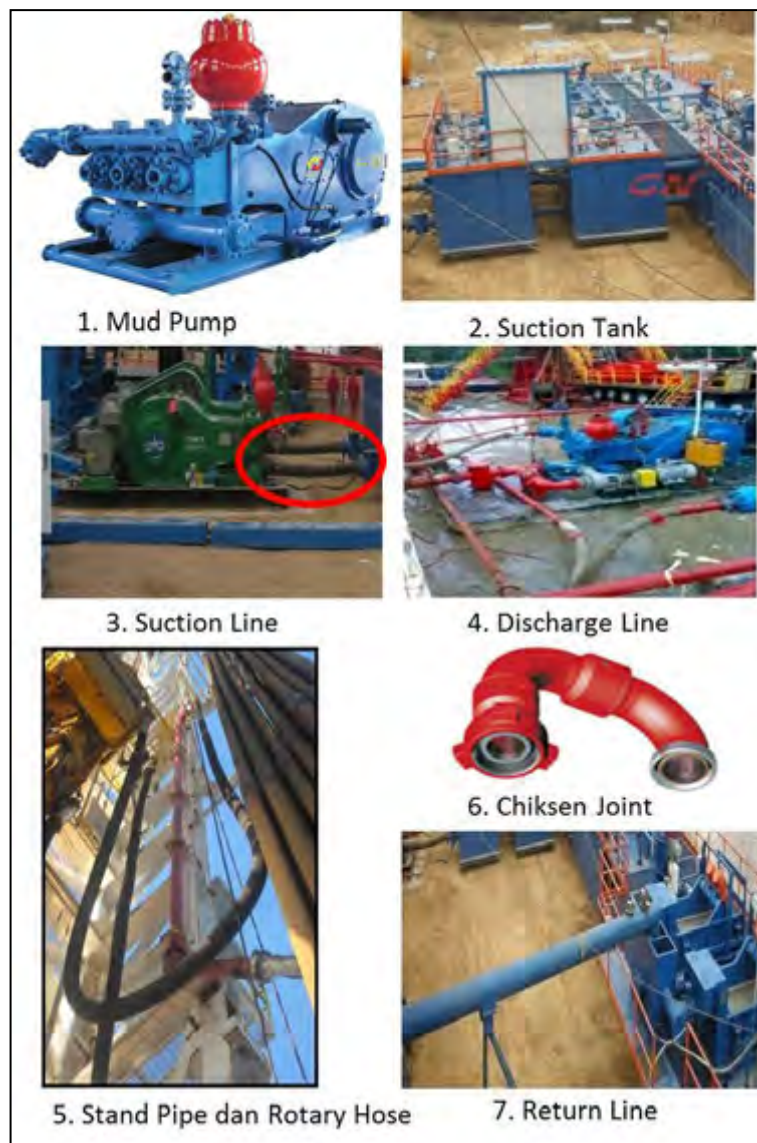 1. Mud Pump
2. Suction Tank
3. Suction Line
4. Discharge Line
5. Stand Pipe dan Rotary Hose
6. Chiksen Joint
7. Return Line